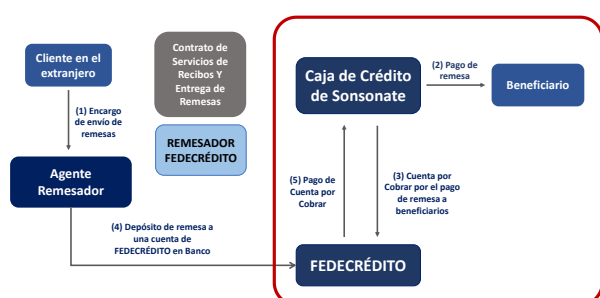 Cliente en el
extranjero
Contrato de
Servicios de
Recibos Y
Entrega de
Remesas
Caja de Crédito
de Sonsonate
(2) Pago de
remesa
Beneficiario
(1) Encargo
de envío de
remesas
REMESADOR
FEDECRÉDITO
Agente
Remesador
(5) Pago de
Cuenta por
Cobrar
(3) Cuenta por
Cobrar por el pago
de remesa a
beneficiarios
(4) Depósito de remesa a
una cuenta de
FEDECRÉDITO en Banco
FEDECRÉDITO